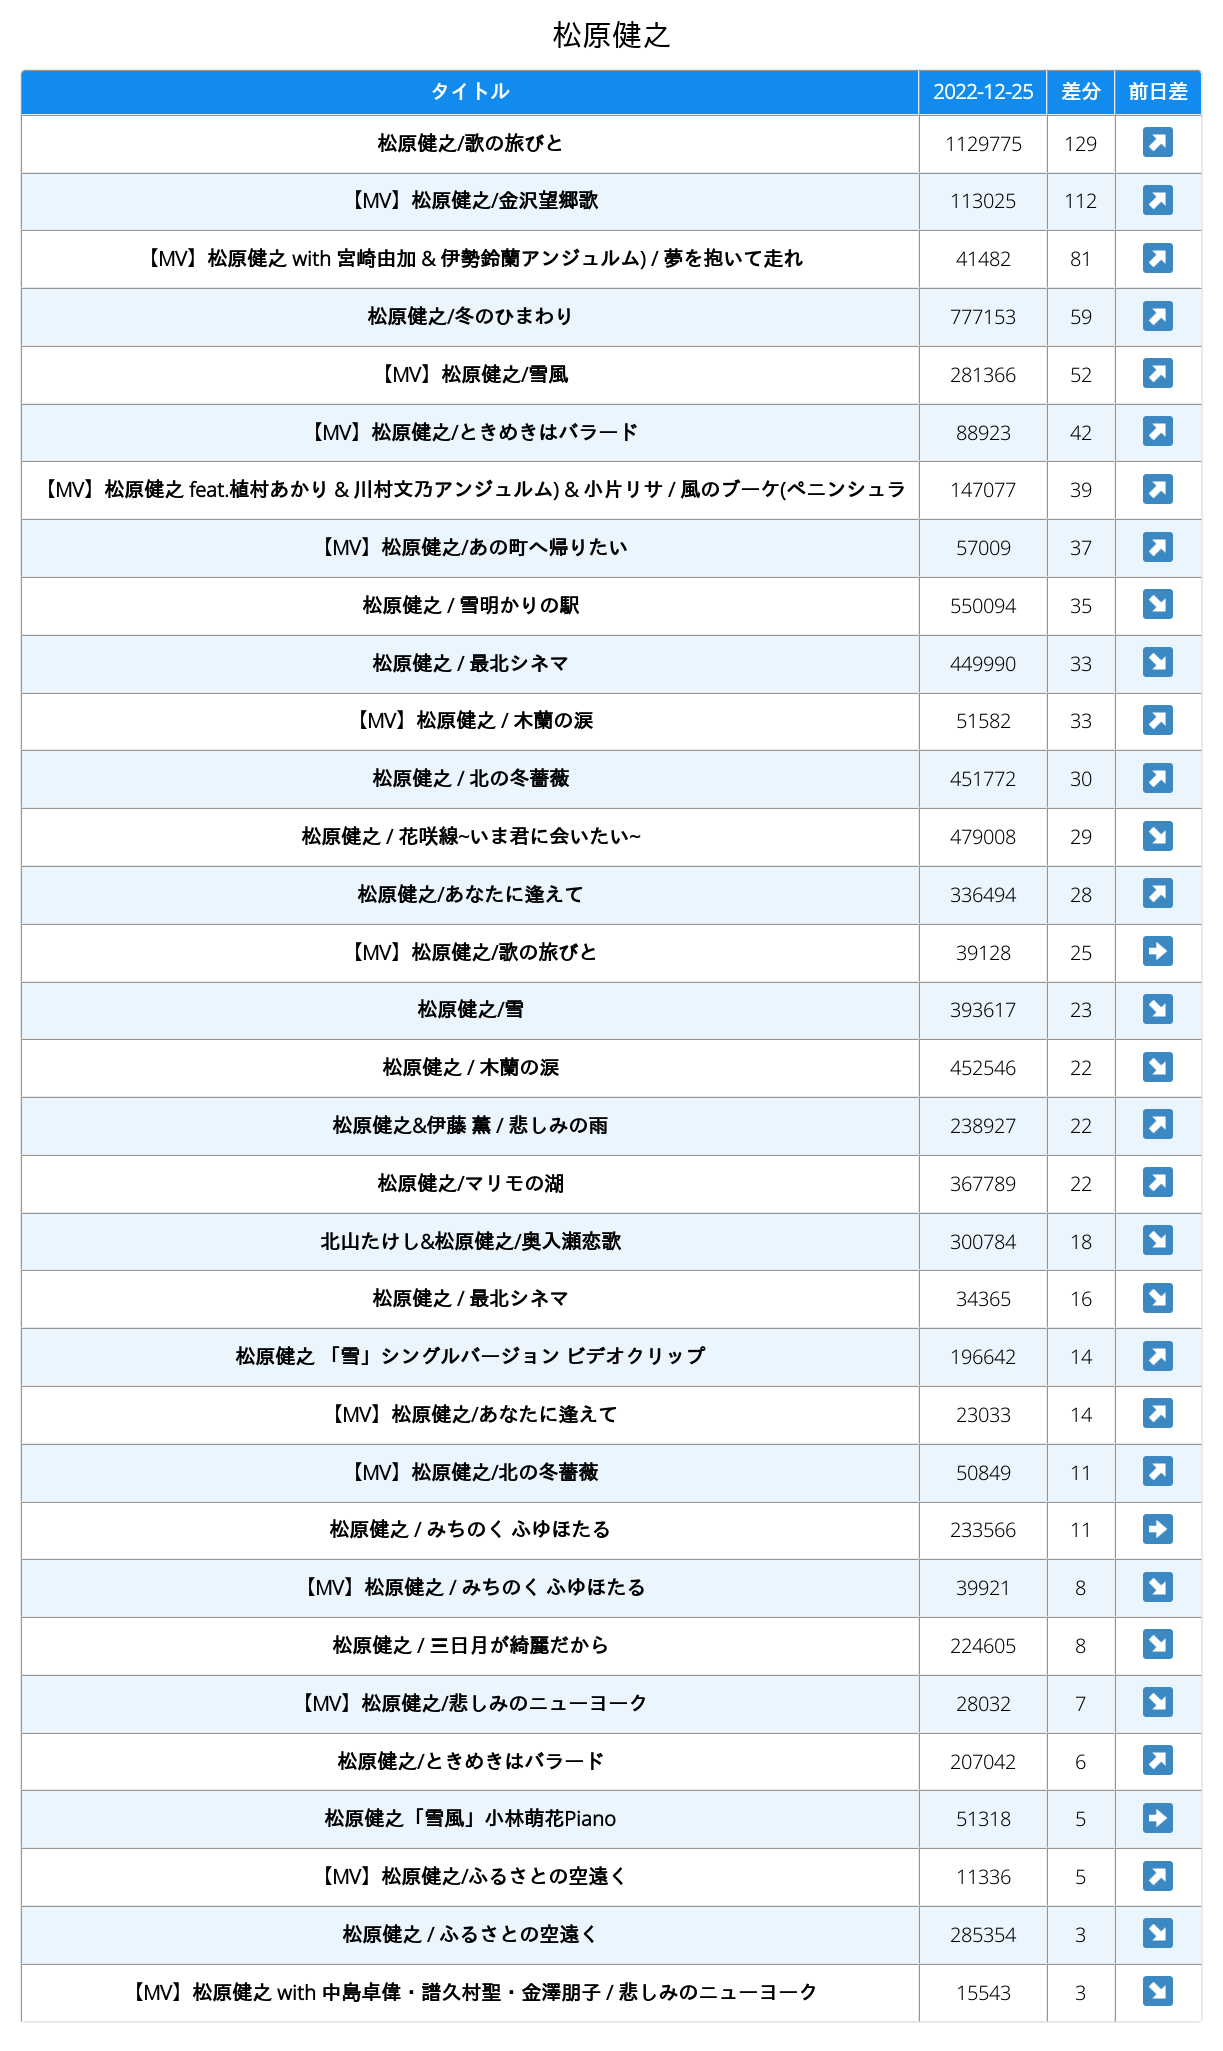 松原健之
タイトル 2022-12-25 差分 前日差
松原健之/歌の旅びと 1129775 129
【MV】松原健之/金沢望郷歌 113025 112
【MV】松原健之 with 宮崎由加 & 伊勢鈴蘭アンジュルム) / 夢を抱いて走れ 41482 81
松原健之/冬のひまわり 777153 59
【MV】松原健之/雪風 281366 52
【MV】松原健之/ときめきはバラード 88923 42
【MV】松原健之 feat.植村あかり & 川村文乃アンジュルム) & 小片リサ / 風のブーケ(ペニンシュラ 147077 39
【MV】松原健之/あの町へ帰りたい 57009 37
松原健之 / 雪明かりの駅 550094 35
松原健之 / 最北シネマ 449990 33
【MV】松原健之 / 木蘭の涙 51582 33
松原健之 / 北の冬薔薇 451772 30
松原健之 / 花咲線~いま君に会いたい~ 479008 29
松原健之/あなたに逢えて 336494 28
【MV】松原健之/歌の旅びと 39128 25
松原健之/雪 393617 23
松原健之 / 木蘭の涙 452546 22
松原健之&伊藤 薫 / 悲しみの雨 238927 22
松原健之/マリモの湖 367789 22
北山たけし&松原健之/奥入瀬恋歌 300784 18
松原健之 / 最北シネマ 34365 16
松原健之 「雪」シングルバージョン ビデオクリップ 196642 14
【MV】松原健之/あなたに逢えて 23033 14
【MV】松原健之/北の冬薔薇 50849 11
松原健之 / みちのく ふゆほたる 233566 11
【MV】松原健之 / みちのく ふゆほたる 39921 8
松原健之 / 三日月が綺麗だから 224605 8
【MV】松原健之/悲しみのニューヨーク 28032 7
松原健之/ときめきはバラード 207042 6
松原健之「雪風」小林萌花Piano 51318 5
【MV】松原健之/ふるさとの空遠く 11336 5
松原健之 / ふるさとの空遠く 285354 3
【MV】松原健之 with 中島卓偉・譜久村聖・金澤朋子 / 悲しみのニューヨーク 15543 3